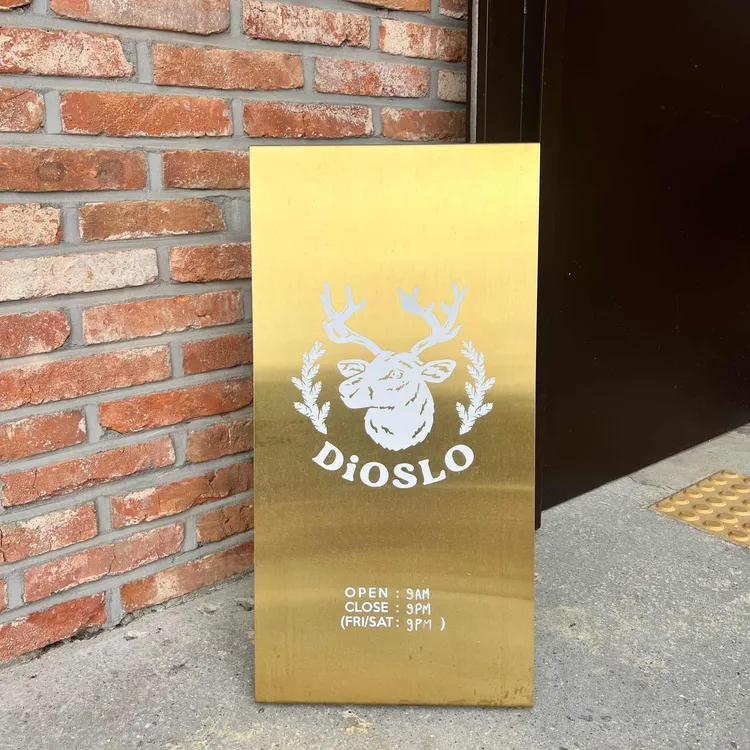 DiOSLO
OPEN : 9AM
CLOSE : 9PM
(FRI/SAT : 9PM )